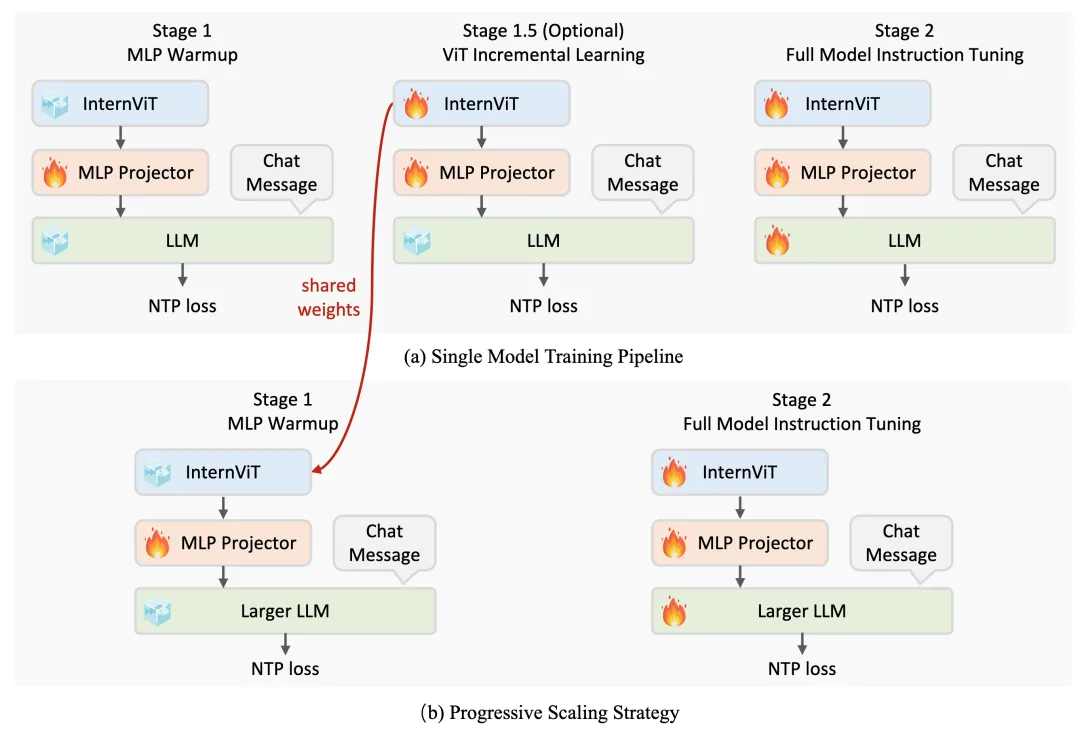 Stage 1
MLP Warmup
Stage 1.5 (Optional)
ViT Incremental Learning
Stage 2
Full Model Instruction Tuning
InternViT
InternViT
InternViT
MLP Projector
Chat
Message
MLP Projector
Chat
Message
MLP Projector
Chat
Message
LLM
LLM
LLM
NTP loss
shared
weights
NTP loss
NTP loss
(a) Single Model Training Pipeline
Stage 1
MLP Warmup
Stage 2
Full Model Instruction Tuning
InternViT
InternViT
MLP Projector
Chat
Message
MLP Projector
Chat
Message
Larger LLM
Larger LLM
NTP loss
NTP loss
(b) Progressive Scaling Strategy